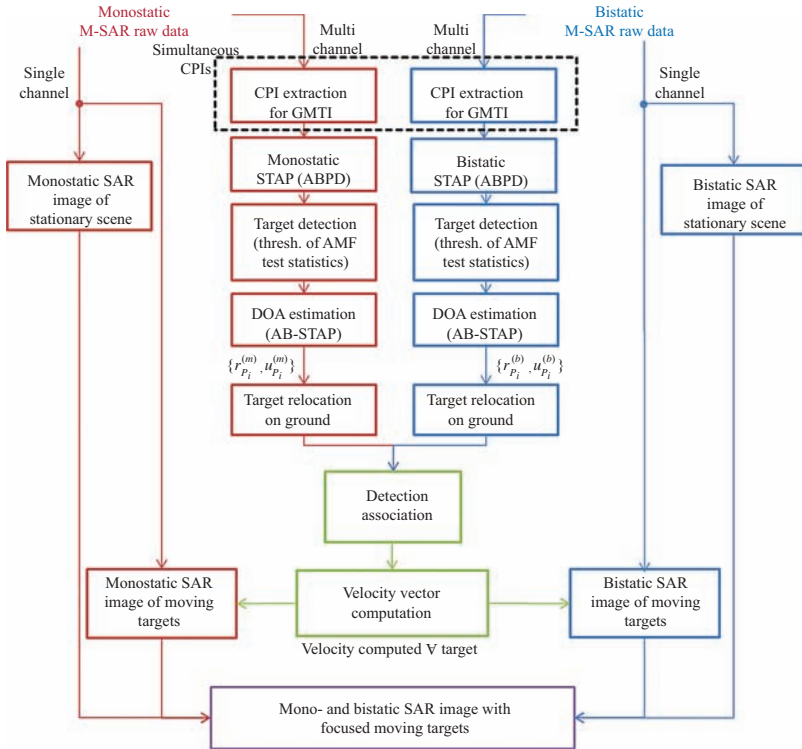 Monostatic
M-SAR raw data
Bistatic
M-SAR raw data
Multi
channel
Multi
channel
Simultaneous
CPIs
Single
channel
Single
channel
CPI extraction
for GMTI
CPI extraction
for GMTI
Monostatic
STAP (ABPD)
Bistatic
STAP (ABPD)
Monostatic SAR
image of
stationary scene
Bistatic SAR
image of
stationary scene
Target detection
(thresh. of AMF
test statistics)
Target detection
(thresh. of AMF
test statistics)
DOA estimation
(AB-STAP)
DOA estimation
(AB-STAP)
{r_{P_i}^{(m)}, u_{P_i}^{(m)}}
{r_{P_i}^{(b)}, u_{P_i}^{(b)}}
Target relocation
on ground
Target relocation
on ground
Detection
association
Monostatic SAR
image of moving
targets
Velocity vector
computation
Bistatic SAR
image of moving
targets
Velocity computed ∀ target
Mono- and bistatic SAR image with
focused moving targets